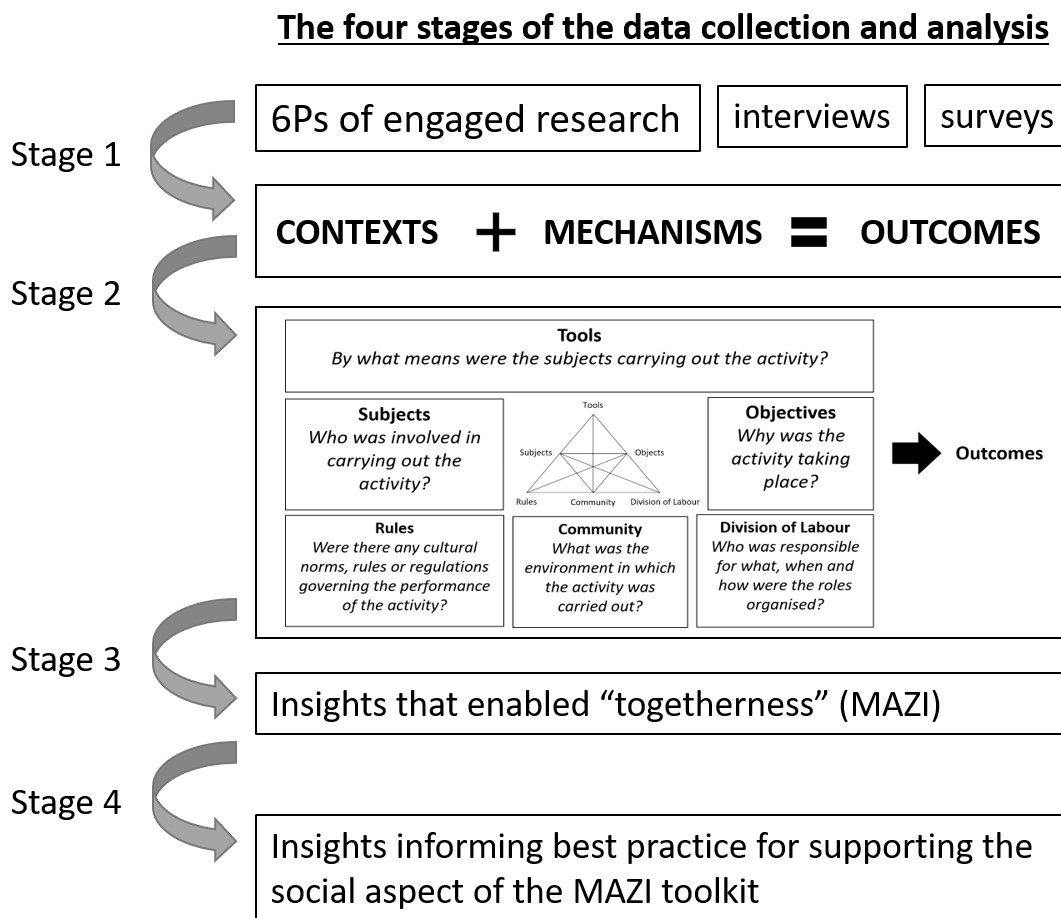 The four stages of the data collection and analysis
6Ps of engaged research
interviews
surveys
Stage 1
CONTEXTS + MECHANISMS = OUTCOMES
Stage 2
Tools
By what means were the subjects carrying out the activity?
Subjects
Who was involved in
carrying out the
activity?
Tools
Subjects
Objects
Rules
Community
Division of Labour
Objectives
Why was the
activity taking
place?
Outcomes
Rules
Were there any cultural
norms, rules or regulations
governing the performance
of the activity?
Community
What was the
environment in which
the activity was
carried out?
Division of Labour
Who was responsible
for what, when and
how were the roles
organised?
Stage 3
Insights that enabled “togetherness” (MAZI)
Stage 4
Insights informing best practice for supporting the
social aspect of the MAZI toolkit